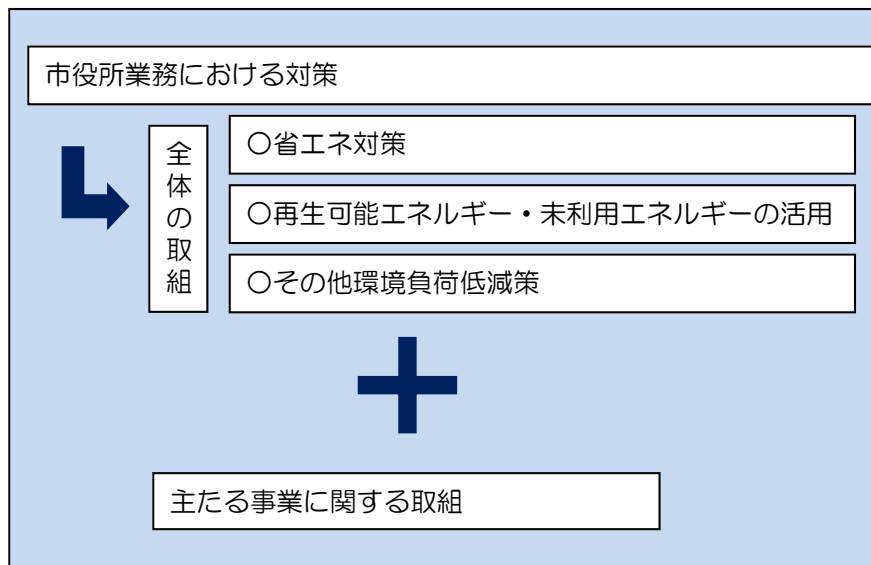 市役所業務における対策
全体の取組
〇省エネ対策
〇再生可能エネルギー・未利用エネルギーの活用
〇その他環境負荷低減策
主たる事業に関する取組